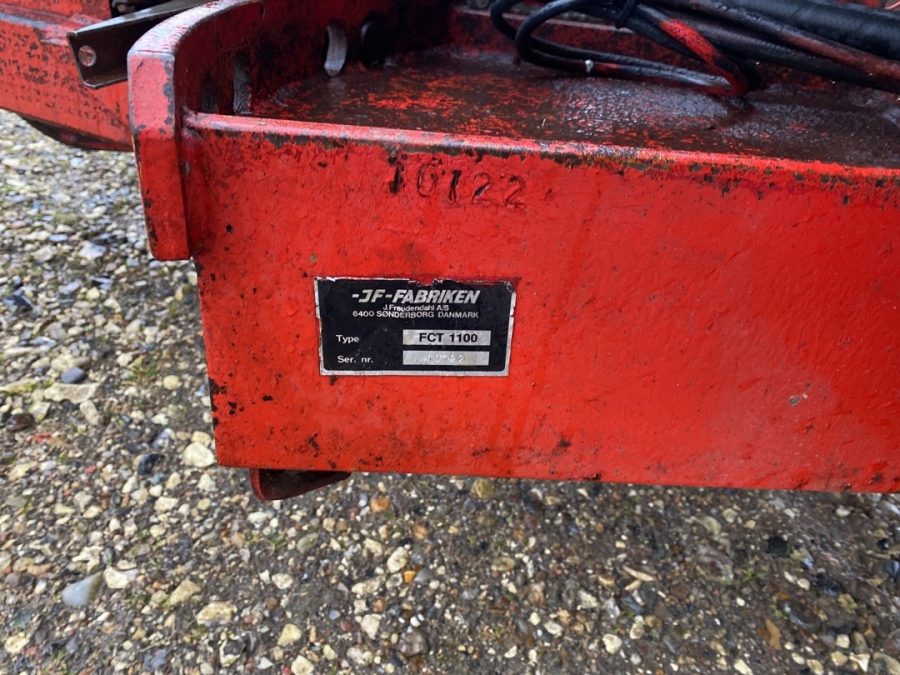 10122
-JF-FABRIKEN
J.Freudendahl A/S
6400 SØNDERBORG DANMARK
Type FCT 1100
Ser. nr.